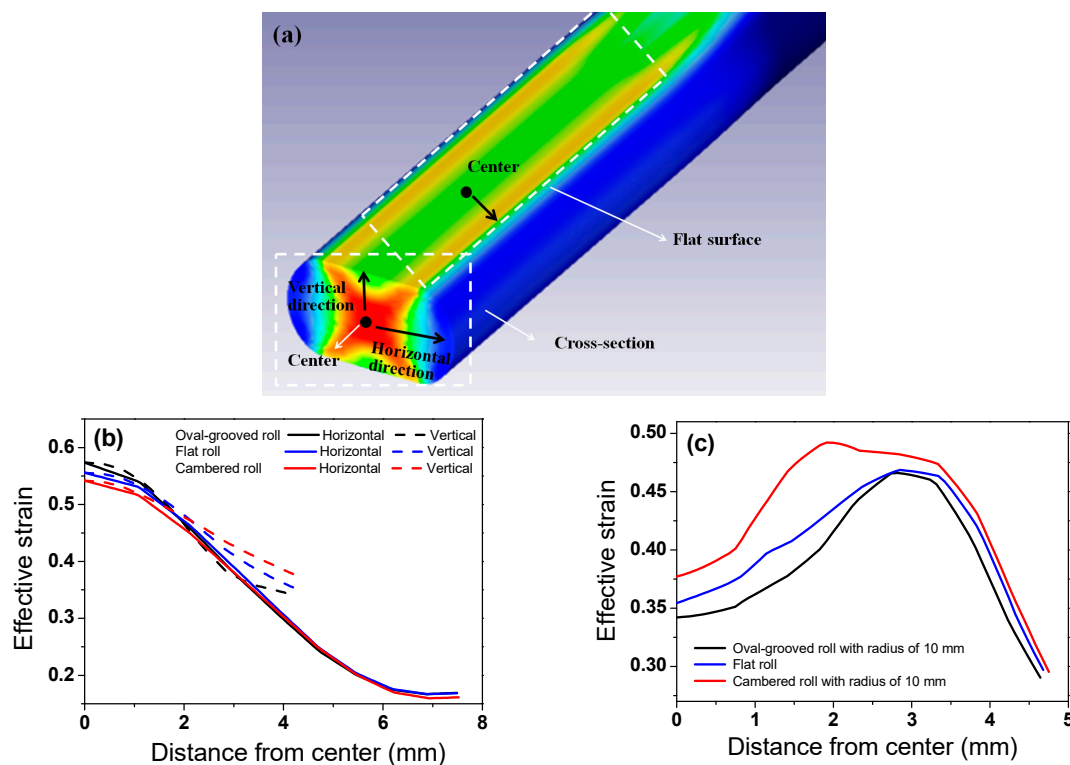 (a)
Center
Flat surface
Vertical
direction
Cross-section
Center
Horizontal
direction
(b)
Oval-grooved roll Horizontal Vertical
Flat roll Horizontal Vertical
Cambered roll Horizontal Vertical
0.6
0.5
0.4
0.3
0.2
Effective strain
0 2 4 6 8
Distance from center (mm)
(c)
0.50
0.45
0.40
0.35
0.30
Effective strain
Oval-grooved roll with radius of 10 mm
Flat roll
Cambered roll with radius of 10 mm
0 1 2 3 4 5
Distance from center (mm)